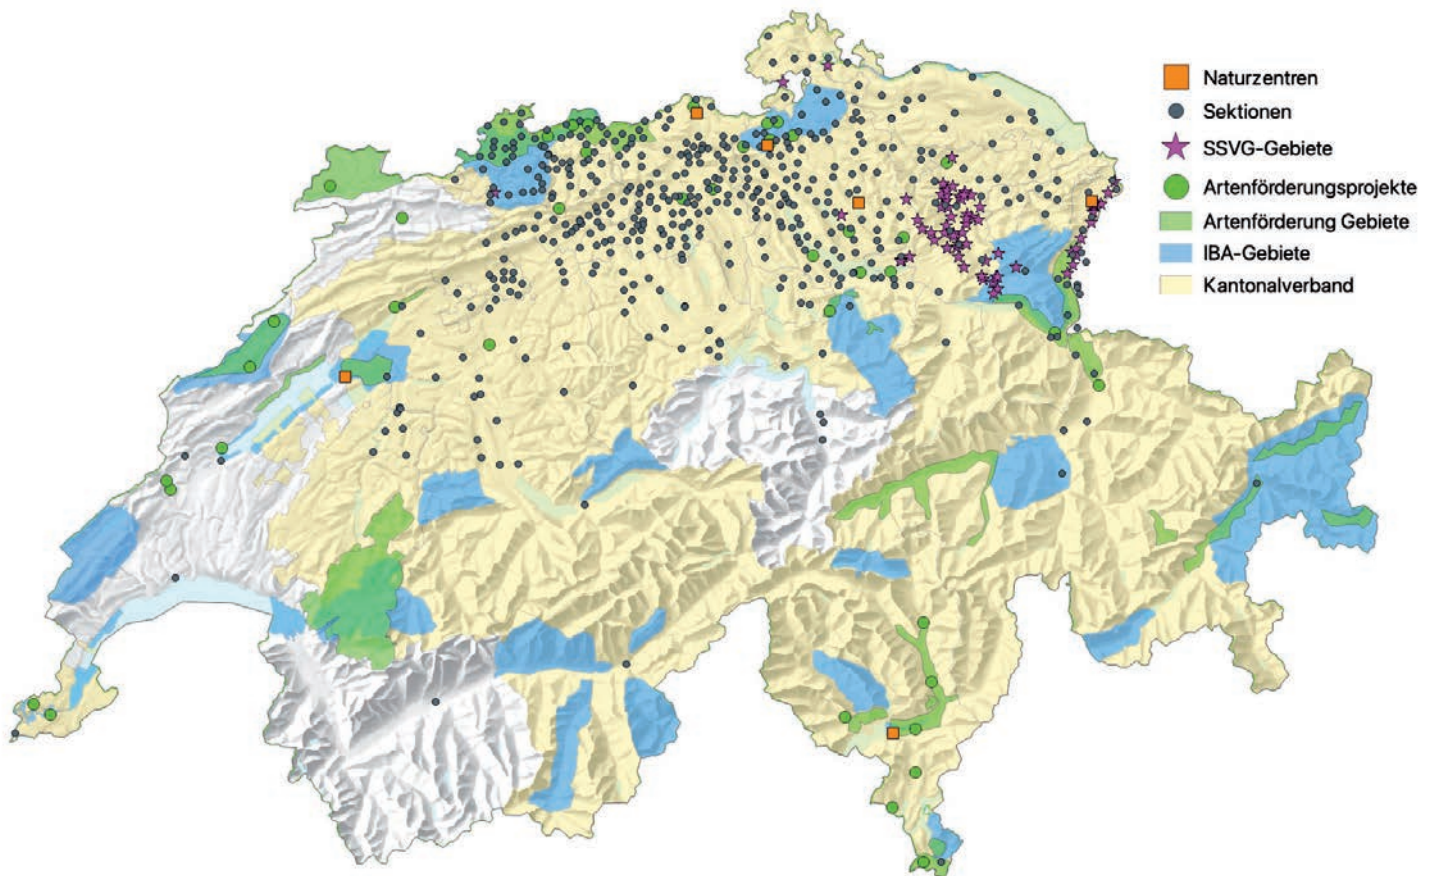 Naturzentren
Sektionen
SSVG-Gebiete
Artenförderungsprojekte
Artenförderung Gebiete
IBA-Gebiete
Kantonalverband